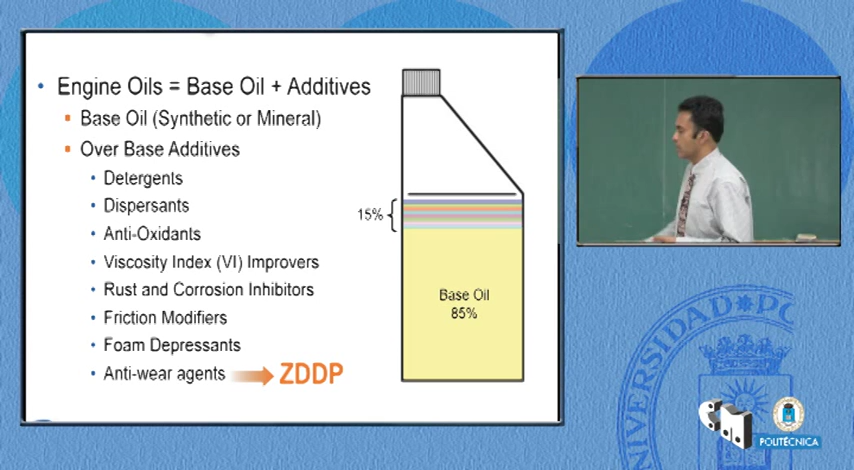 Engine Oils = Base Oil + Additives
Base Oil (Synthetic or Mineral)
Over Base Additives
Detergents
Dispersants
Anti-Oxidants
Viscosity Index (VI) Improvers
Rust and Corrosion Inhibitors
Friction Modifiers
Foam Depressants
Anti-wear agents ZDDP
15%
Base Oil
85%
UNIVERSIDAD PO
POLITÉCNICA